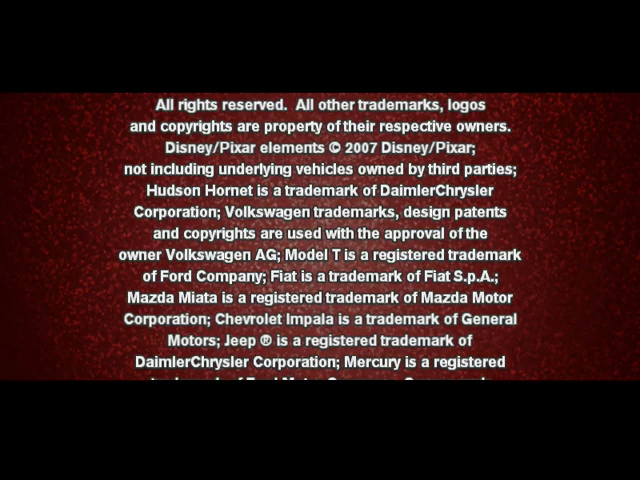 All rights reserved.  All other trademarks, logos
and copyrights are property of their respective owners.
Disney/Pixar elements © 2007 Disney/Pixar;
not including underlying vehicles owned by third parties;
Hudson Hornet is a trademark of DaimlerChrysler
Corporation; Volkswagen trademarks, design patents
and copyrights are used with the approval of the
owner Volkswagen AG; Model T is a registered trademark
of Ford Company; Fiat is a trademark of Fiat S.p.A.;
Mazda Miata is a registered trademark of Mazda Motor
Corporation; Chevrolet Impala is a trademark of General
Motors; Jeep ® is a registered trademark of
DaimlerChrysler Corporation; Mercury is a registered